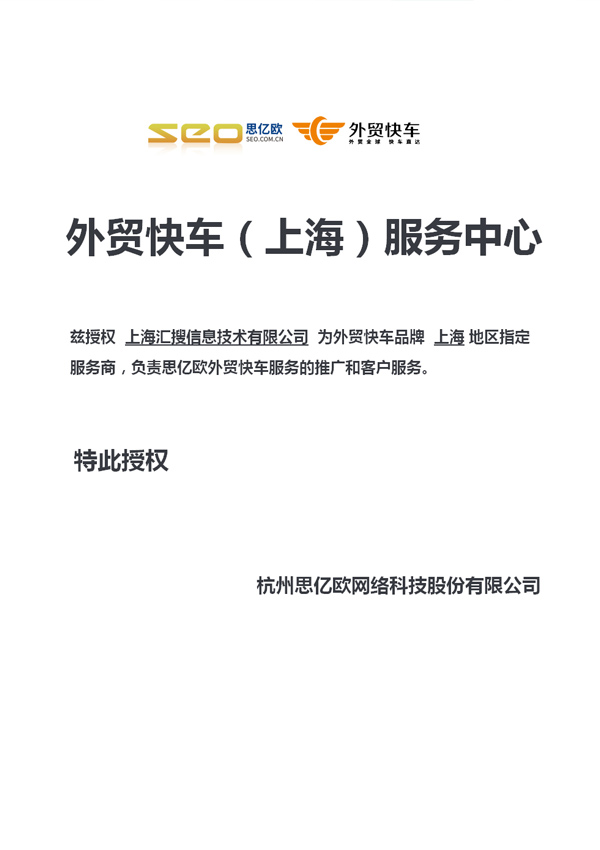 seo 思亿欧 外贸快车
SEO.COM.CN 外贸全球 快车直达
外贸快车（上海）服务中心
兹授权 上海汇搜信息技术有限公司 为外贸快车品牌 上海 地区指定
服务商，负责思亿欧外贸快车服务的推广和客户服务。
特此授权
杭州思亿欧网络科技股份有限公司